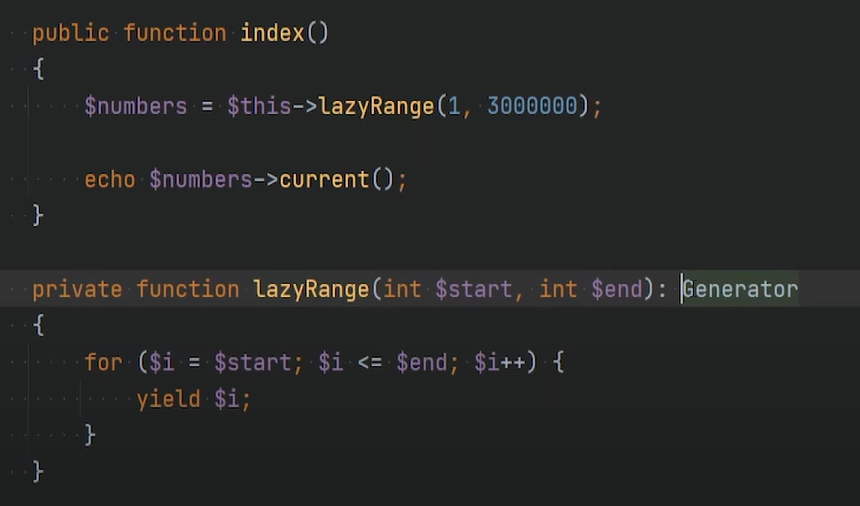 public function index()
{
$numbers = $this->lazyRange(1, 3000000);
echo $numbers->current();
}
private function lazyRange(int $start, int $end): Generator
{
for ($i = $start; $i <= $end; $i++) {
yield $i;
}
}